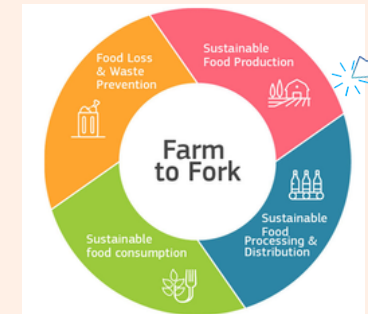 Food Loss
& Waste
Prevention
Sustainable
Food Production
Farm
to Fork
Sustainable
Food
Processing &
Distribution
Sustainable
food consumption